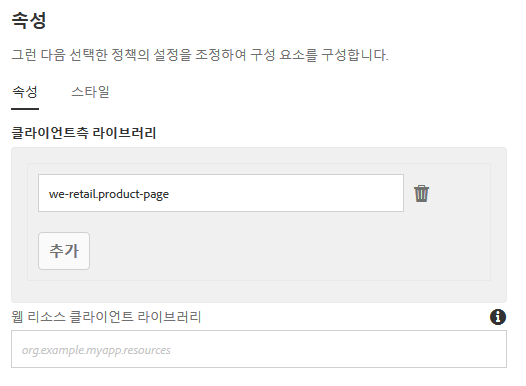 속성
그런 다음 선택한 정책의 설정을 조정하여 구성 요소를 구성합니다.
속성 스타일
클라이언트측 라이브러리
we-retail.product-page
추가
웹 리소스 클라이언트 라이브러리
org.example.myapp.resources